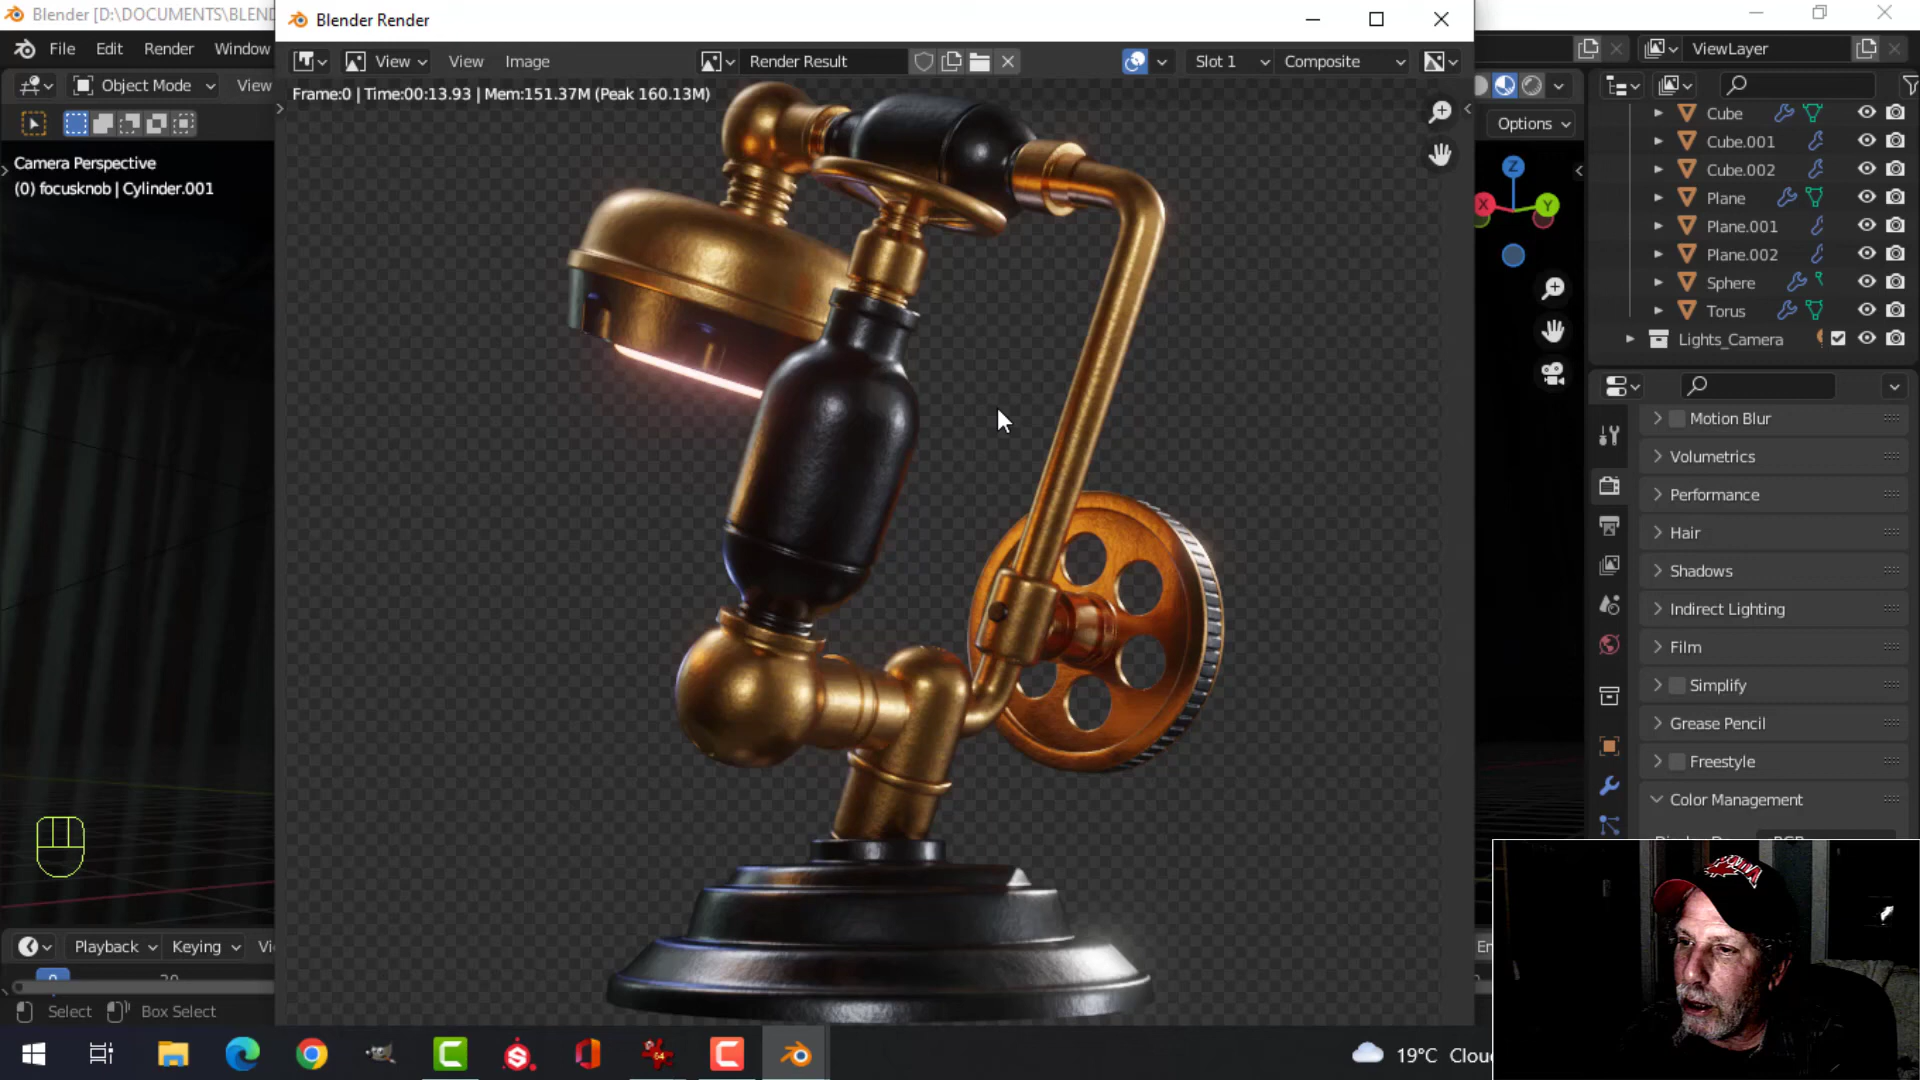 Blender [D:\DOCUMENTS\BLEND
Blender Render
File Edit Render Window
View View Image Render Result Slot 1 Composite
ViewLayer
Object Mode View
Frame:0 | Time:00:13.93 | Mem:151.37M (Peak 160.13M)
Options
Camera Perspective
(0) focusknob | Cylinder.001
Z
X
Y
Cube
Cube.001
Cube.002
Plane
Plane.001
Plane.002
Sphere
Torus
Lights_Camera
Motion Blur
Volumetrics
Performance
Hair
Shadows
Indirect Lighting
Film
Simplify
Grease Pencil
Freestyle
Color Management
Playback Keying
Select Box Select
19°C Clou